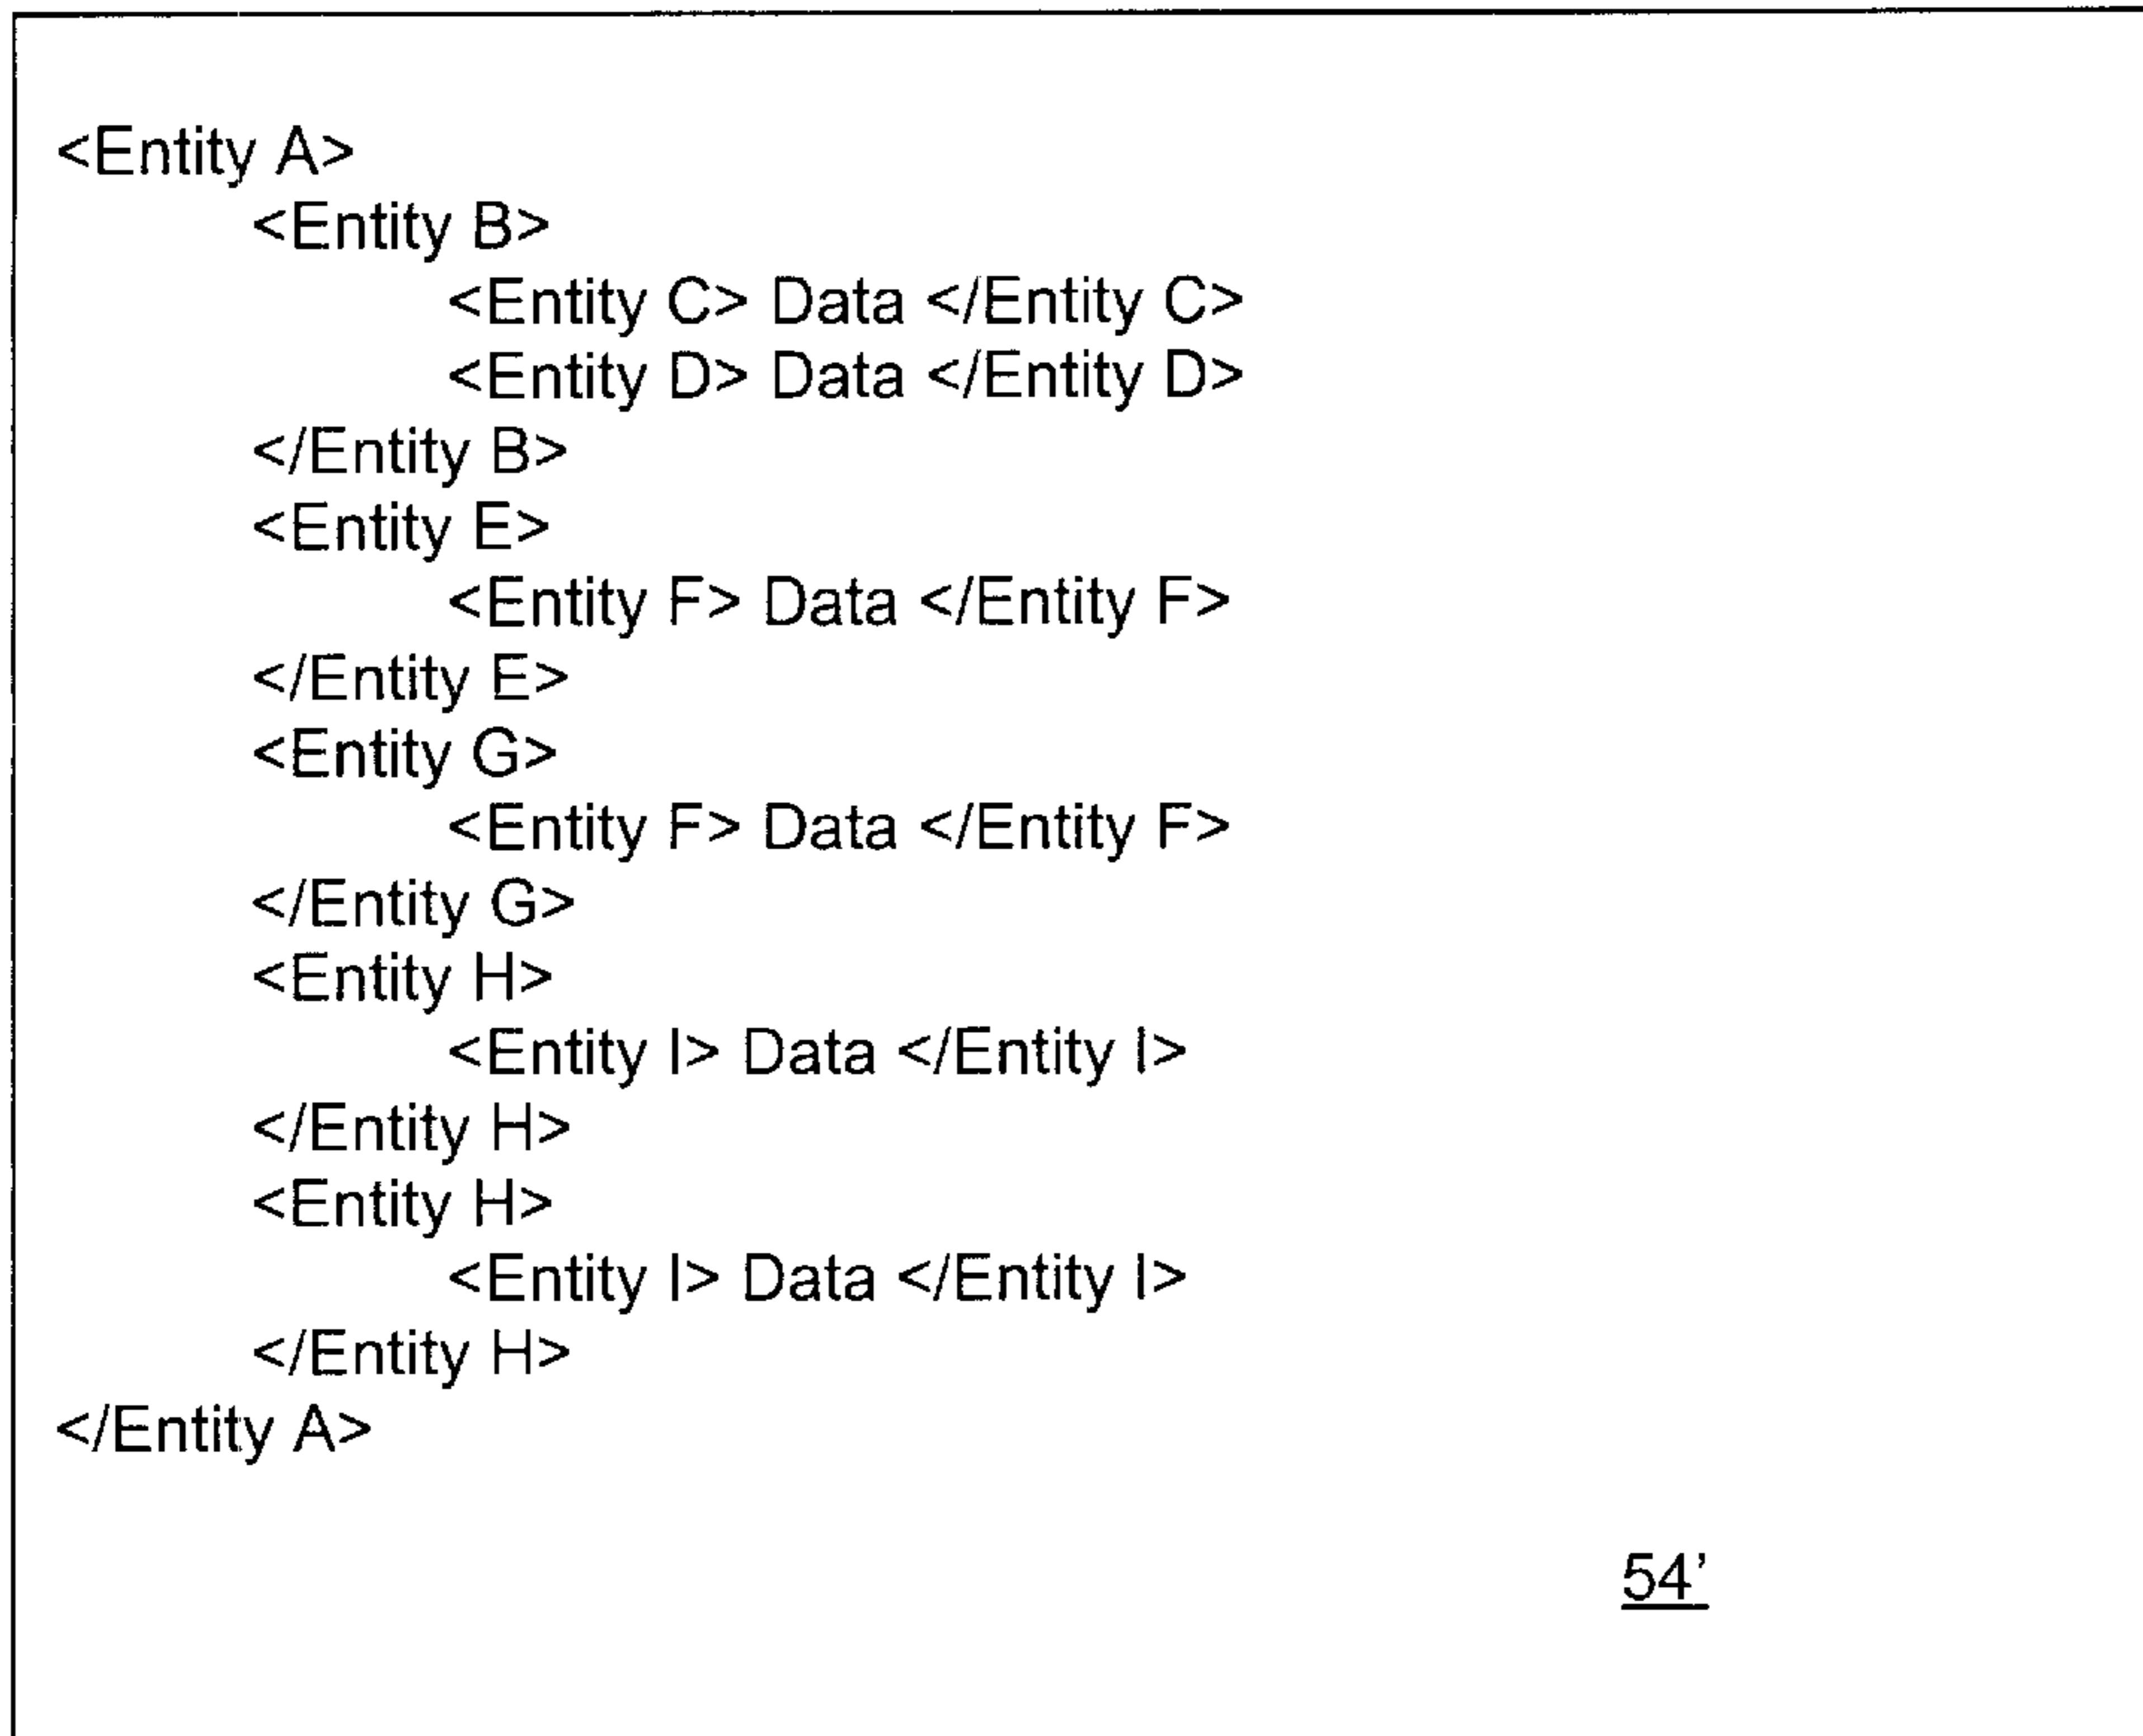 <Entity A>
<Entity B>
<Entity C> Data </Entity C>
<Entity D> Data </Entity D>
</Entity B>
<Entity E>
<Entity F> Data </Entity F>
</Entity E>
<Entity G>
<Entity F> Data </Entity F>
</Entity G>
<Entity H>
<Entity I> Data </Entity I>
</Entity H>
<Entity H>
<Entity I> Data </Entity I>
</Entity H>
</Entity A>
54’